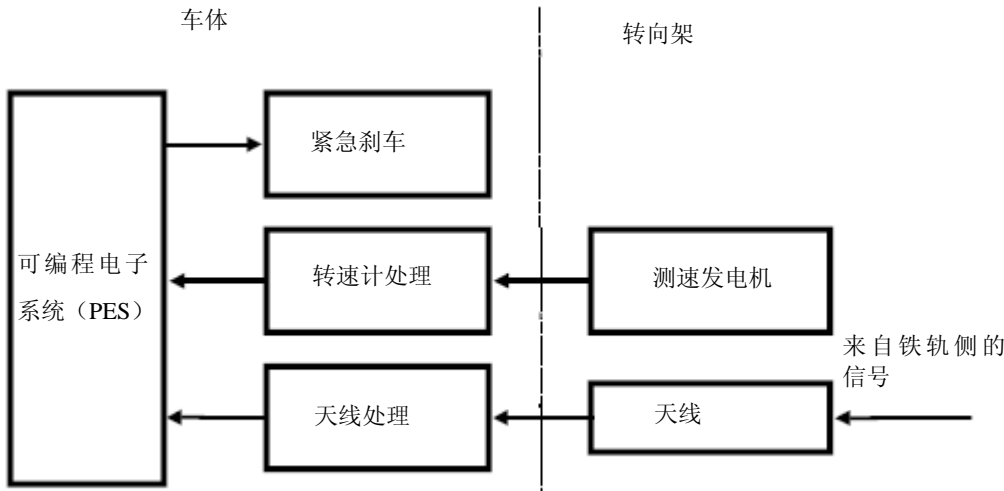 车体
转向架
紧急刹车
可编程电子
系统（PES）
转速计处理
测速发电机
来自铁轨侧的
信号
天线处理
天线